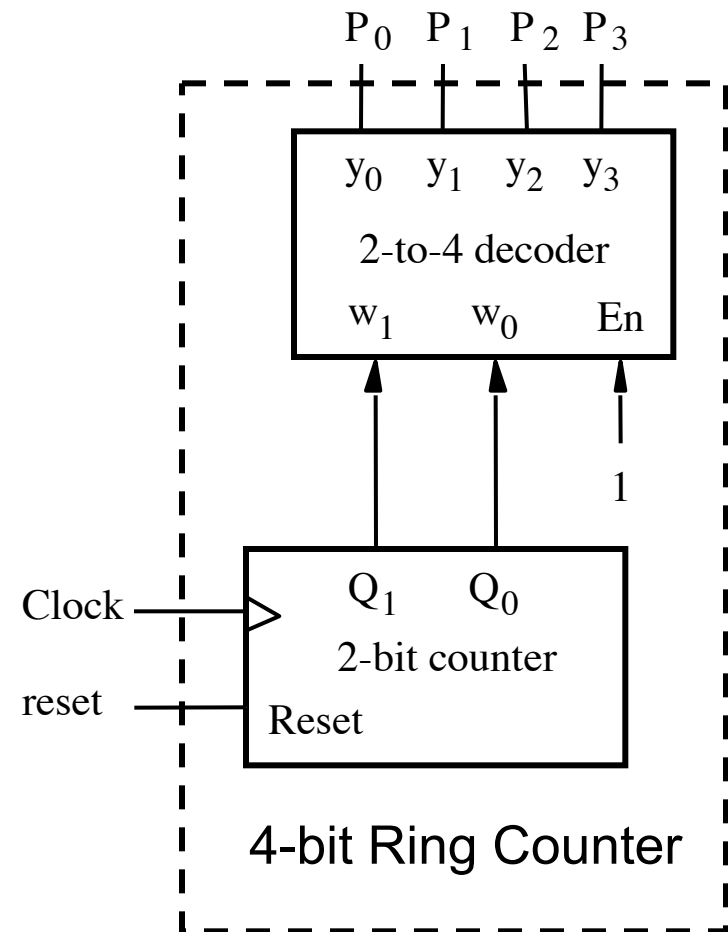 P0 P1 P2 P3
y0 y1 y2 y3
2-to-4 decoder
w1 w0 En
1
Q1 Q0
Clock
2-bit counter
reset
Reset
4-bit Ring Counter